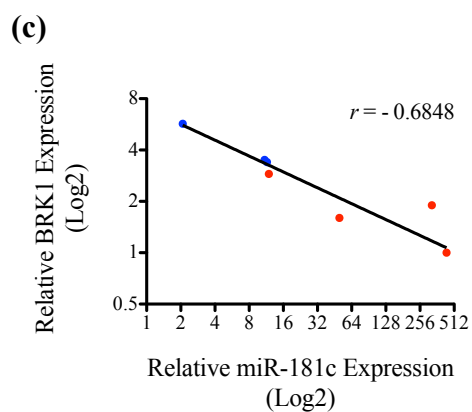 (c)
Relative BRK1 Expression
(Log2)
8
4
2
1
0.5
r = - 0.6848
1 2 4 8 16 32 64 128 256 512
Relative miR-181c Expression
(Log2)